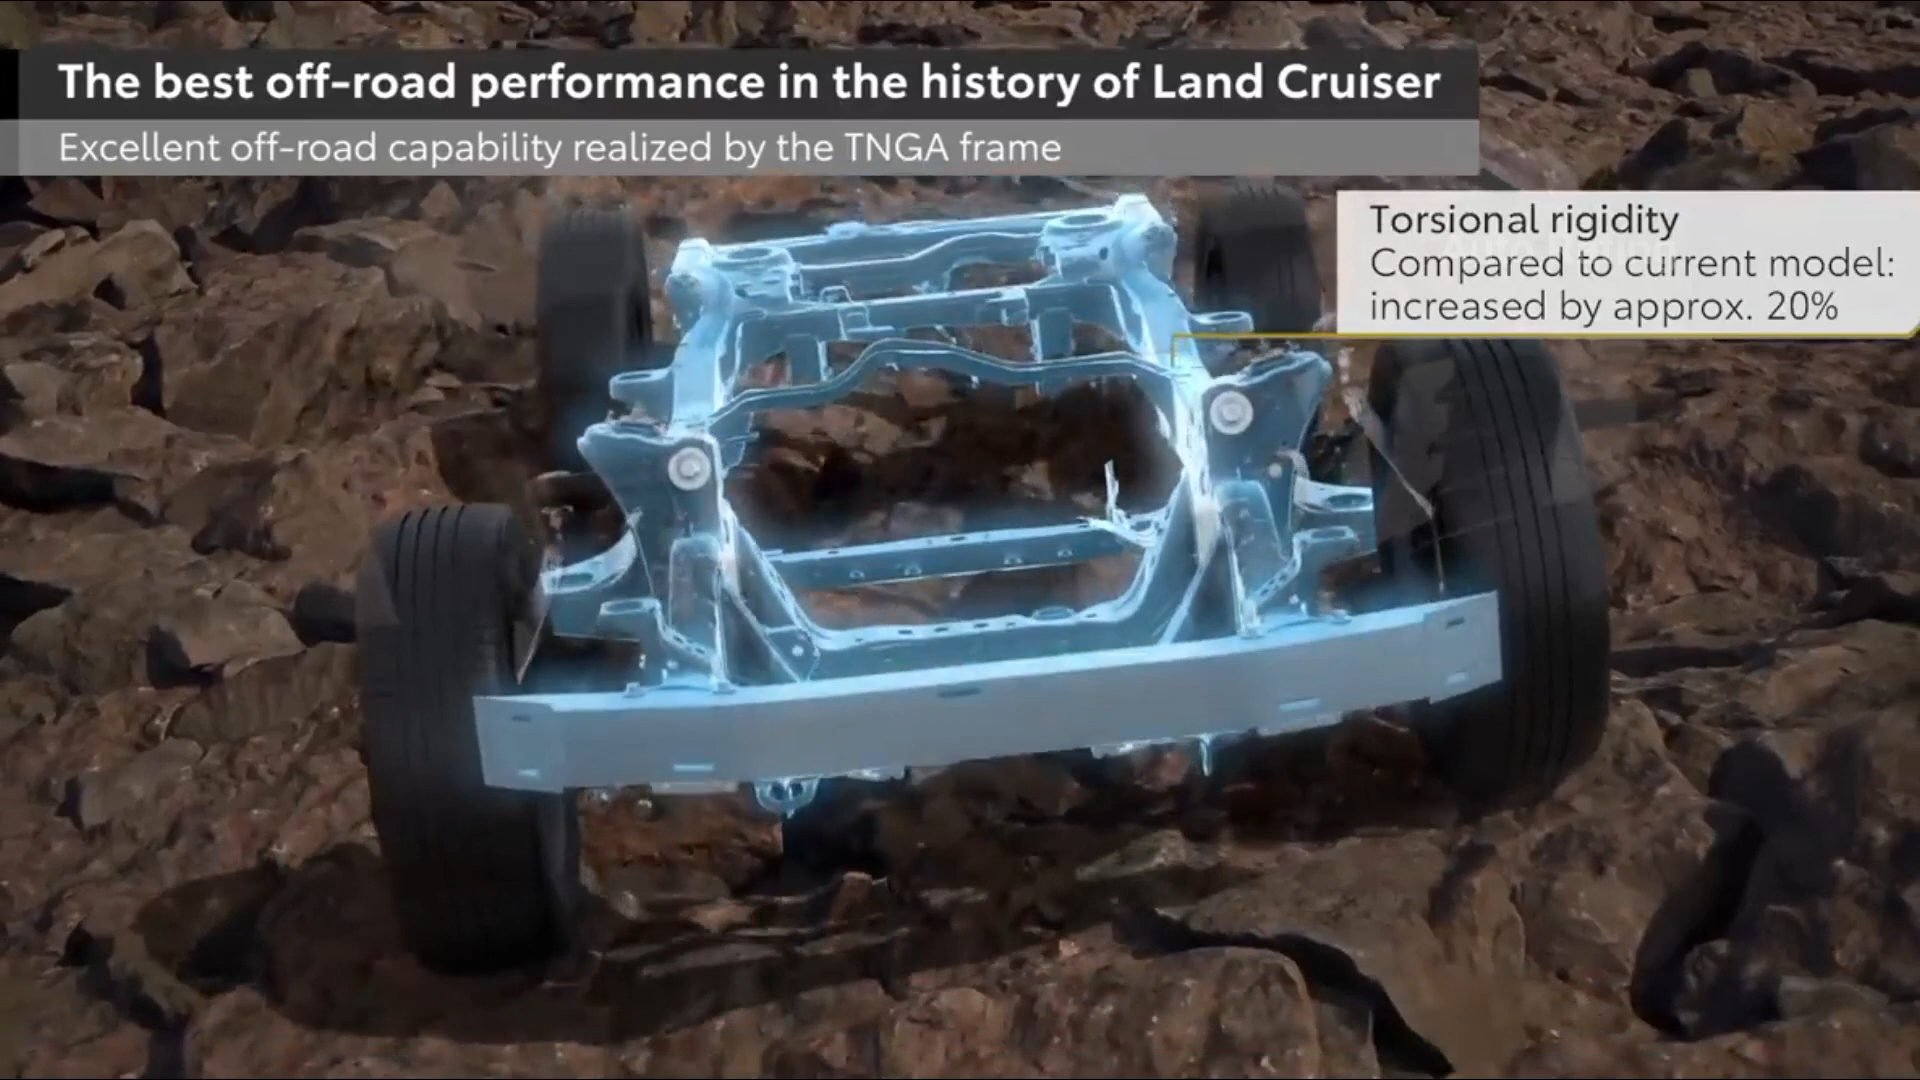 The best off-road performance in the history of Land Cruiser
Excellent off-road capability realized by the TNGA frame
Torsional rigidity
Compared to current model:
increased by approx. 20%